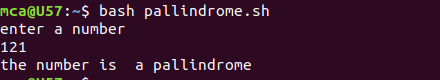 mca@U57:~$ bash pallindrome.sh
enter a number
121
the number is  a pallindrome